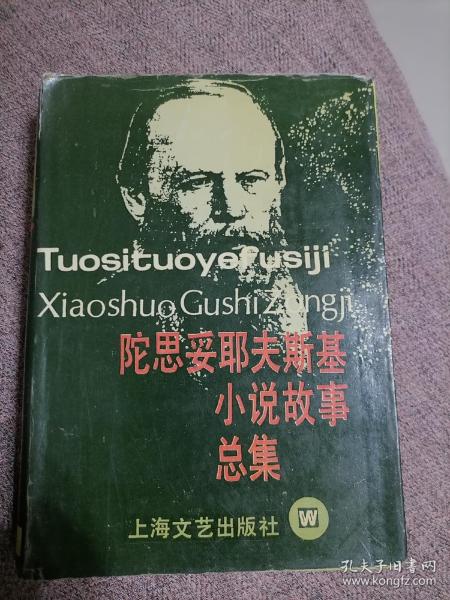 Tuosituoyefusiji
Xiaoshuo Gushi Zongji
陀思妥耶夫斯基
小说故事
总集
上海文艺出版社
W
孔夫子旧书网
www.kongfz.com